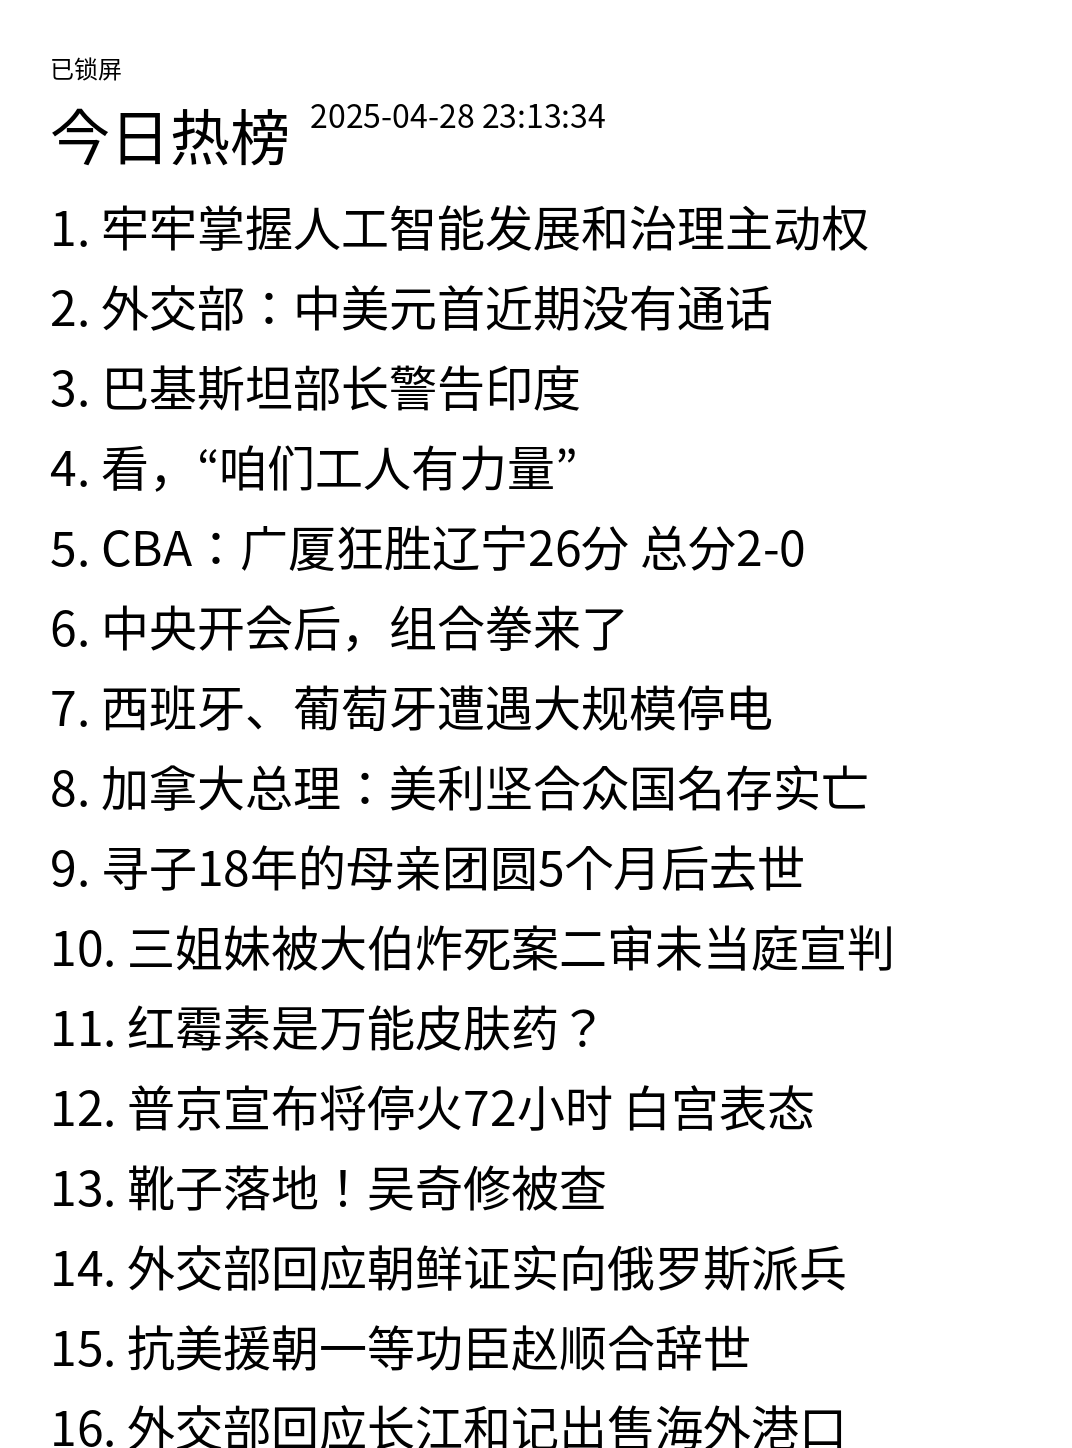 已锁屏
今日热榜 2025-04-28 23:13:34
1. 牢牢掌握人工智能发展和治理主动权
2. 外交部：中美元首近期没有通话
3. 巴基斯坦部长警告印度
4. 看，“咱们工人有力量”
5. CBA：广厦狂胜辽宁26分 总分2-0
6. 中央开会后，组合拳来了
7. 西班牙、葡萄牙遭遇大规模停电
8. 加拿大总理：美利坚合众国名存实亡
9. 寻子18年的母亲团圆5个月后去世
10. 三姐妹被大伯炸死案二审未当庭宣判
11. 红霉素是万能皮肤药？
12. 普京宣布将停火72小时 白宫表态
13. 靴子落地！吴奇修被查
14. 外交部回应朝鲜证实向俄罗斯派兵
15. 抗美援朝一等功臣赵顺合辞世
16. 外交部回应长江和记出售海外港口